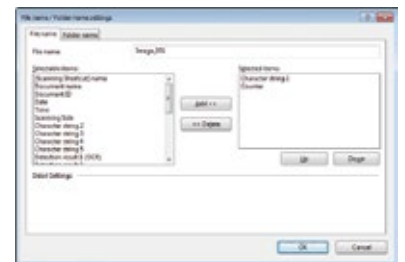 File name / Folder name settings
File name
Folder name
File name
Selectable items:
Selected items:
[Scanning Shortcut] name
Document name
Document ID
Date
Time
Scanning Side
Character string 2
Character string 3
Character string 4
Character string 5
Detection result 1 (OCR)
Add >>
<< Delete
Character string 1
Counter
Up
Down
Detail Settings
OK
Cancel